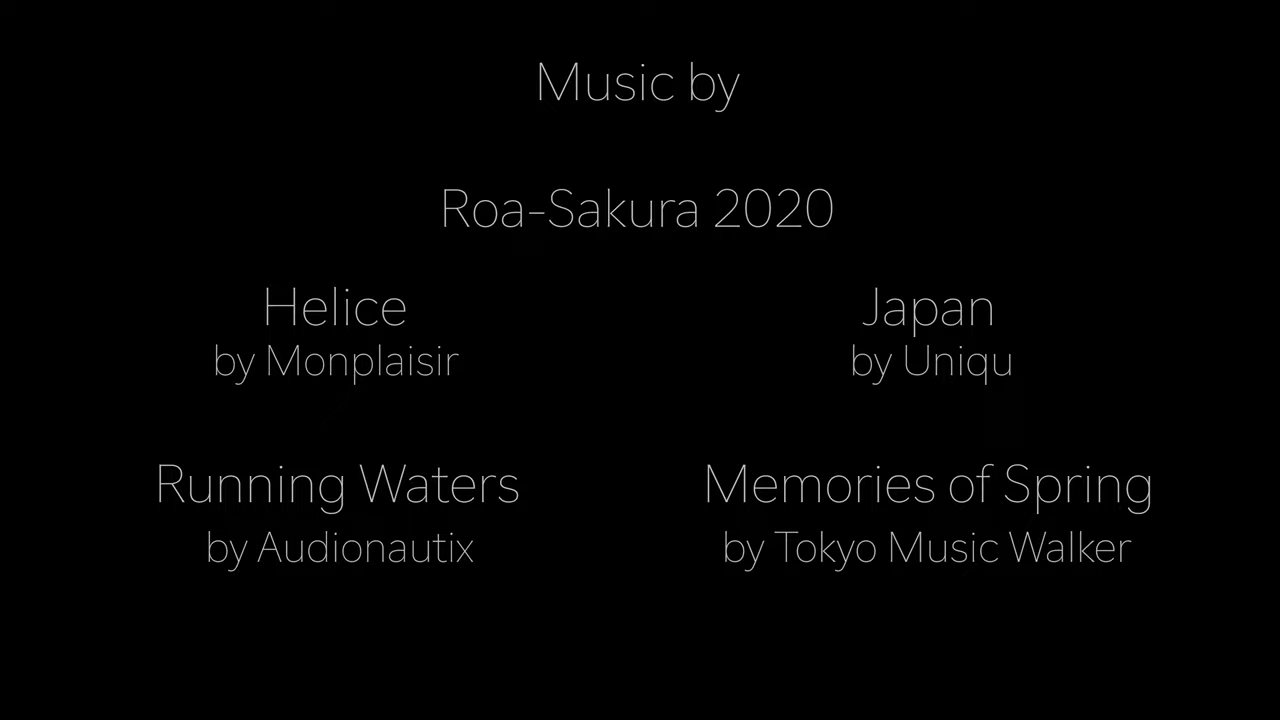 Music by
Roa-Sakura 2020
Helice
by Monplaisir
Japan
by Uniqu
Running Waters
by Audionautix
Memories of Spring
by Tokyo Music Walker